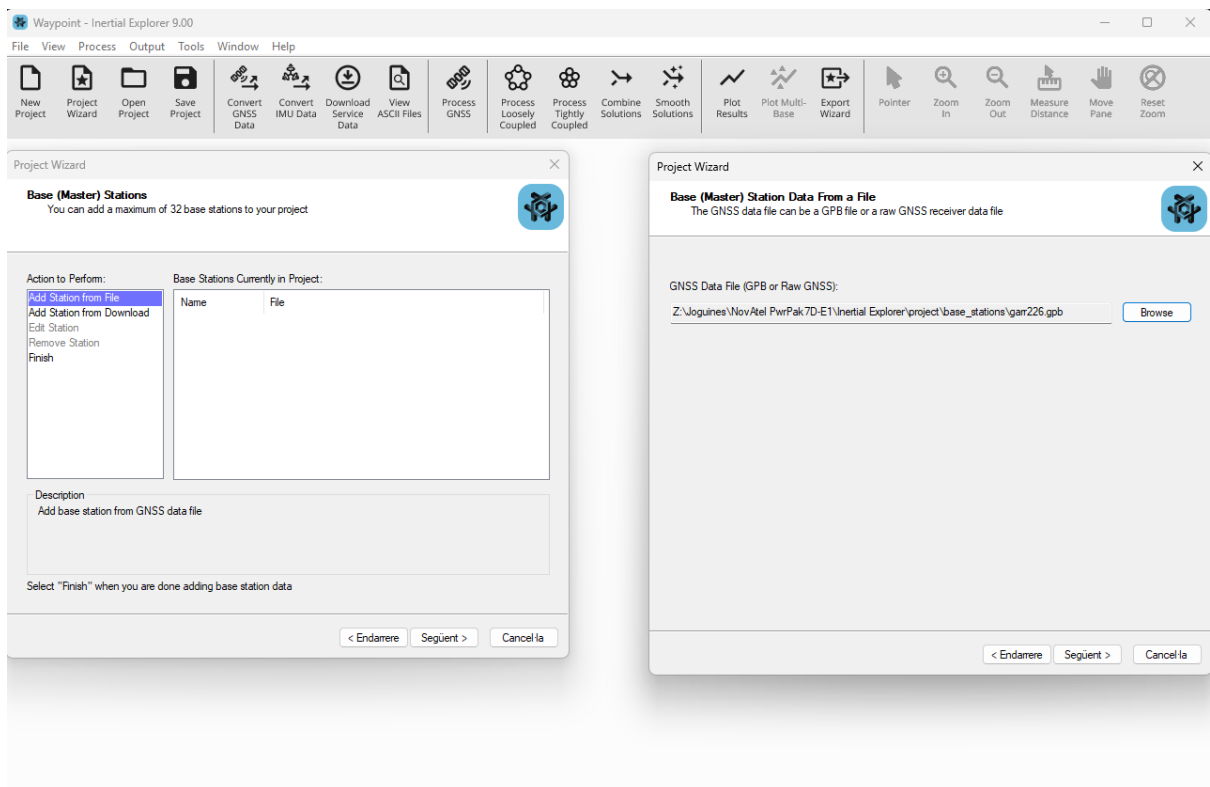 Waypoint - Inertial Explorer 9.00
File View Process Output Tools Window Help
New Project
Project Wizard
Open Project
Save Project
Convert GNSS Data
Convert IMU Data
Download Service Data
View ASCII Files
Process GNSS
Process Loosely Coupled
Process Tightly Coupled
Combine Solutions
Smooth Solutions
Plot Results
Plot Multi-Base
Export Wizard
Pointer
Zoom In
Zoom Out
Measure Distance
Move Pane
Reset Zoom
Project Wizard
Base (Master) Stations
You can add a maximum of 32 base stations to your project
Action to Perform:
Add Station from File
Add Station from Download
Edit Station
Remove Station
Finish
Base Stations Currently in Project:
Name File
Description
Add base station from GNSS data file
Select "Finish" when you are done adding base station data
< Endarrere Següent > Cancel·la
Project Wizard
Base (Master) Station Data From a File
The GNSS data file can be a GPB file or a raw GNSS receiver data file
GNSS Data File (GPB or Raw GNSS):
Z:\Joguines\NovAtel PwrPak7D-E1\Inertial Explorer\project\base_stations\garr226.gpb
Browse
< Endarrere Següent > Cancel·la